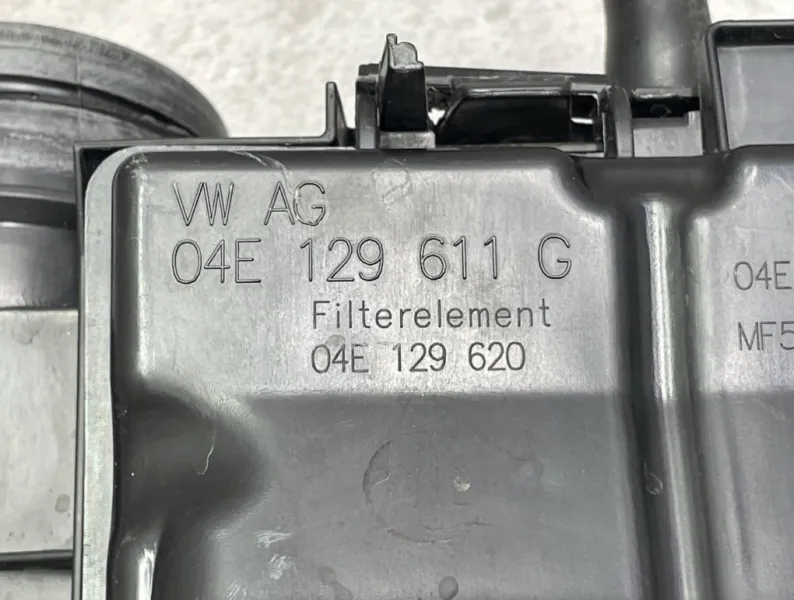 VW AG
04E 129 611 G
Filterelement
04E 129 620
04E
MF5